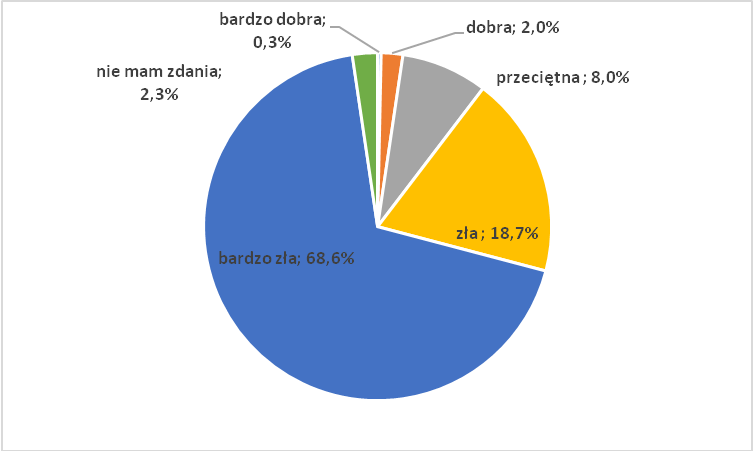 bardzo dobra;
0,3%
dobra; 2,0%
przeciętna ; 8,0%
zła ; 18,7%
bardzo zła; 68,6%
nie mam zdania;
2,3%